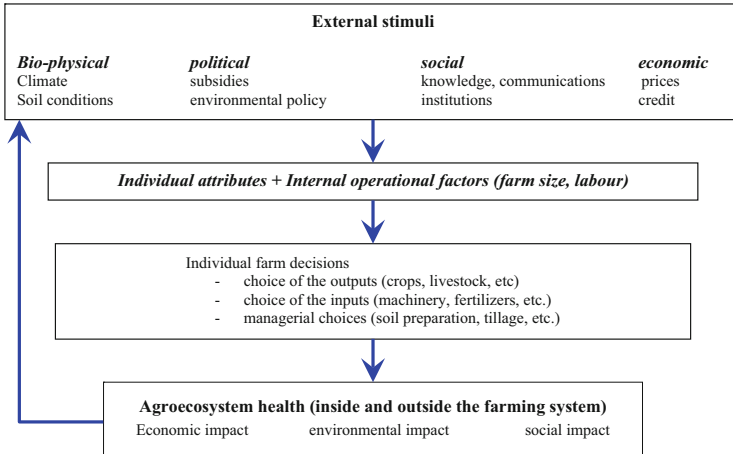 External stimuli
Bio-physical political social economic
Climate subsidies knowledge, communications prices
Soil conditions environmental policy institutions credit
Individual attributes + Internal operational factors (farm size, labour)
Individual farm decisions
- choice of the outputs (crops, livestock, etc)
- choice of the inputs (machinery, fertilizers, etc.)
- managerial choices (soil preparation, tillage, etc.)
Agroecosystem health (inside and outside the farming system)
Economic impact environmental impact social impact